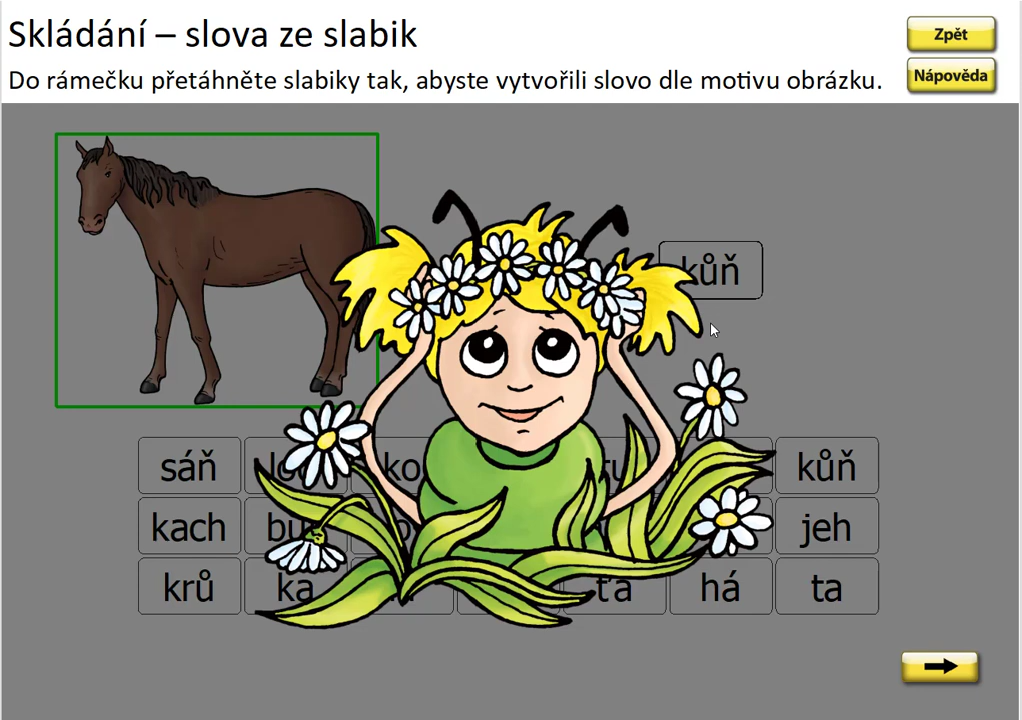 Skládání – slova ze slabik
Zpět
Do rámečku přetáhněte slabiky tak, abyste vytvořili slovo dle motivu obrázku.
Nápověda
kůň
sáň kůň
kach jeh
krů ka ťa há ta